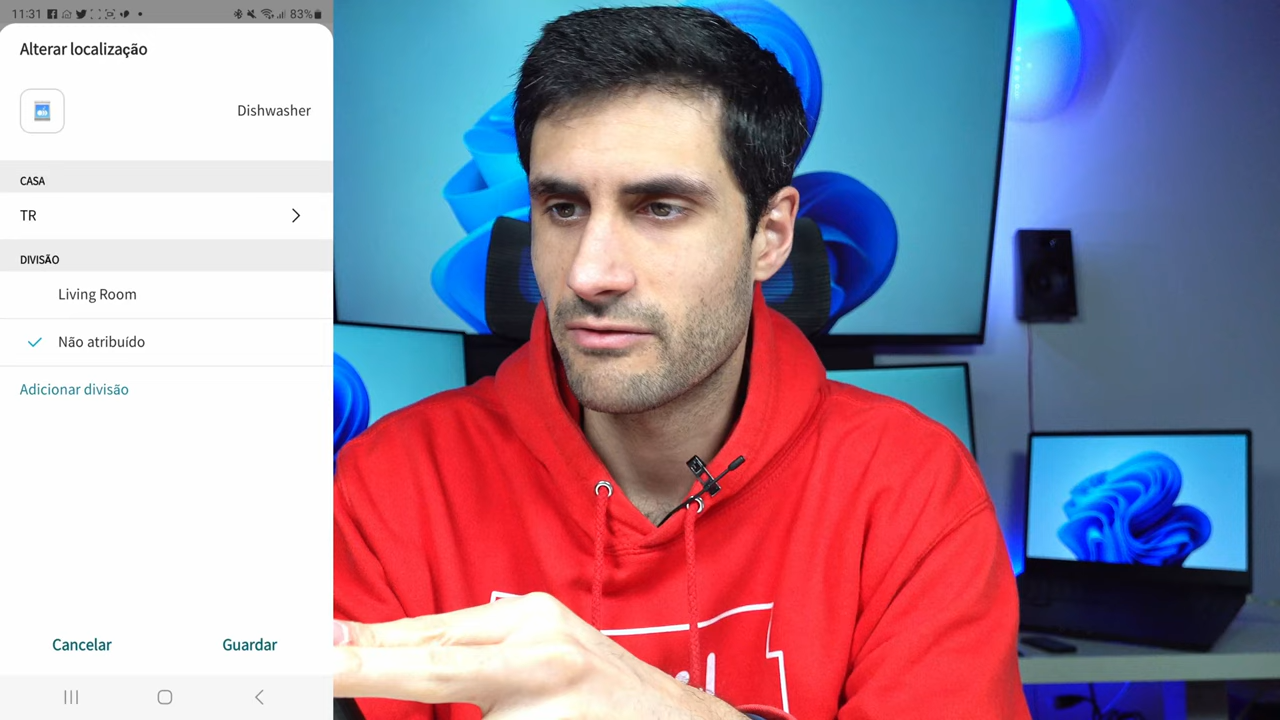 11:31
83%
Alterar localização
Dishwasher
CASA
TR
DIVISÃO
Living Room
Não atribuído
Adicionar divisão
Cancelar
Guardar